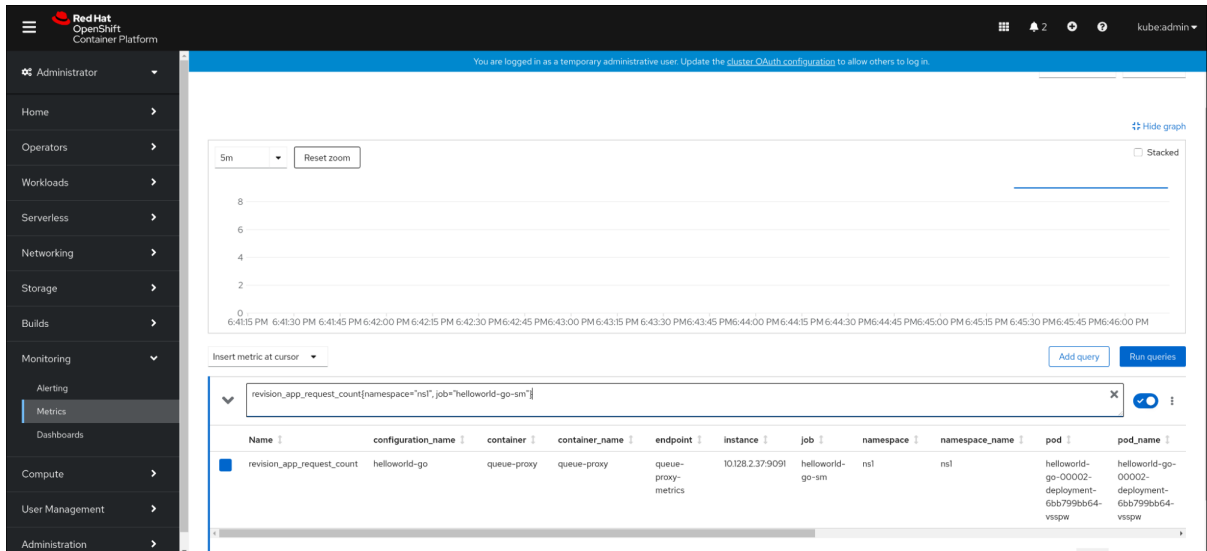 Red Hat
OpenShift
Container Platform
2
kube:admin
Administrator
You are logged in as a temporary administrative user. Update the cluster OAuth configuration to allow others to log in.
Home
Operators
Workloads
Serverless
Networking
Storage
Builds
Monitoring
Alerting
Metrics
Dashboards
Compute
User Management
Administration
Hide graph
5m
Reset zoom
Stacked
8
6
4
2
0
6:41:15 PM 6:41:30 PM 6:41:45 PM 6:42:00 PM 6:42:15 PM 6:42:30 PM 6:42:45 PM 6:43:00 PM 6:43:15 PM 6:43:30 PM 6:43:45 PM 6:44:00 PM 6:44:15 PM 6:44:30 PM 6:44:45 PM 6:45:00 PM 6:45:15 PM 6:45:30 PM 6:45:45 PM 6:46:00 PM
Insert metric at cursor
Add query
Run queries
revision_app_request_count{namespace="ns1", job="helloworld-go-sm"}
Name configuration_name container container_name endpoint instance job namespace namespace_name pod pod_name
revision_app_request_count helloworld-go queue-proxy queue-proxy queue- 10.128.2.37:9091 helloworld- ns1 ns1 helloworld- helloworld-go-
proxy- go-sm go-00002- 00002-
metrics deployment- deployment-
6bb799bb64- 6bb799bb64-
vsspw vsspw